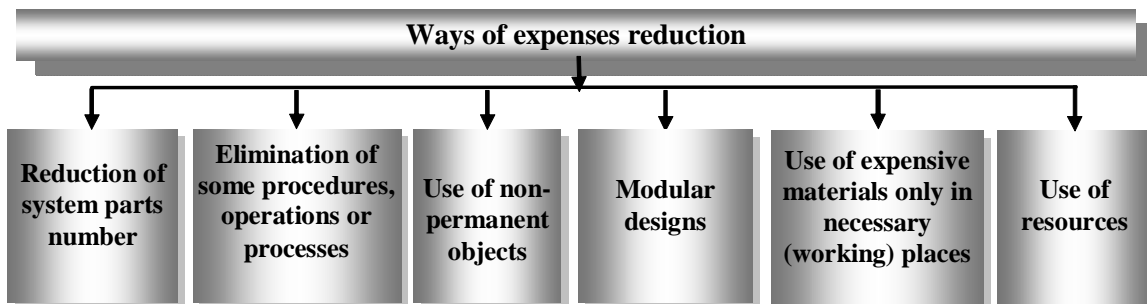 Ways of expenses reduction
Reduction of
system parts
number
Elimination of
some procedures,
operations or
processes
Use of non-
permanent
objects
Modular
designs
Use of expensive
materials only in
necessary
(working) places
Use of
resources